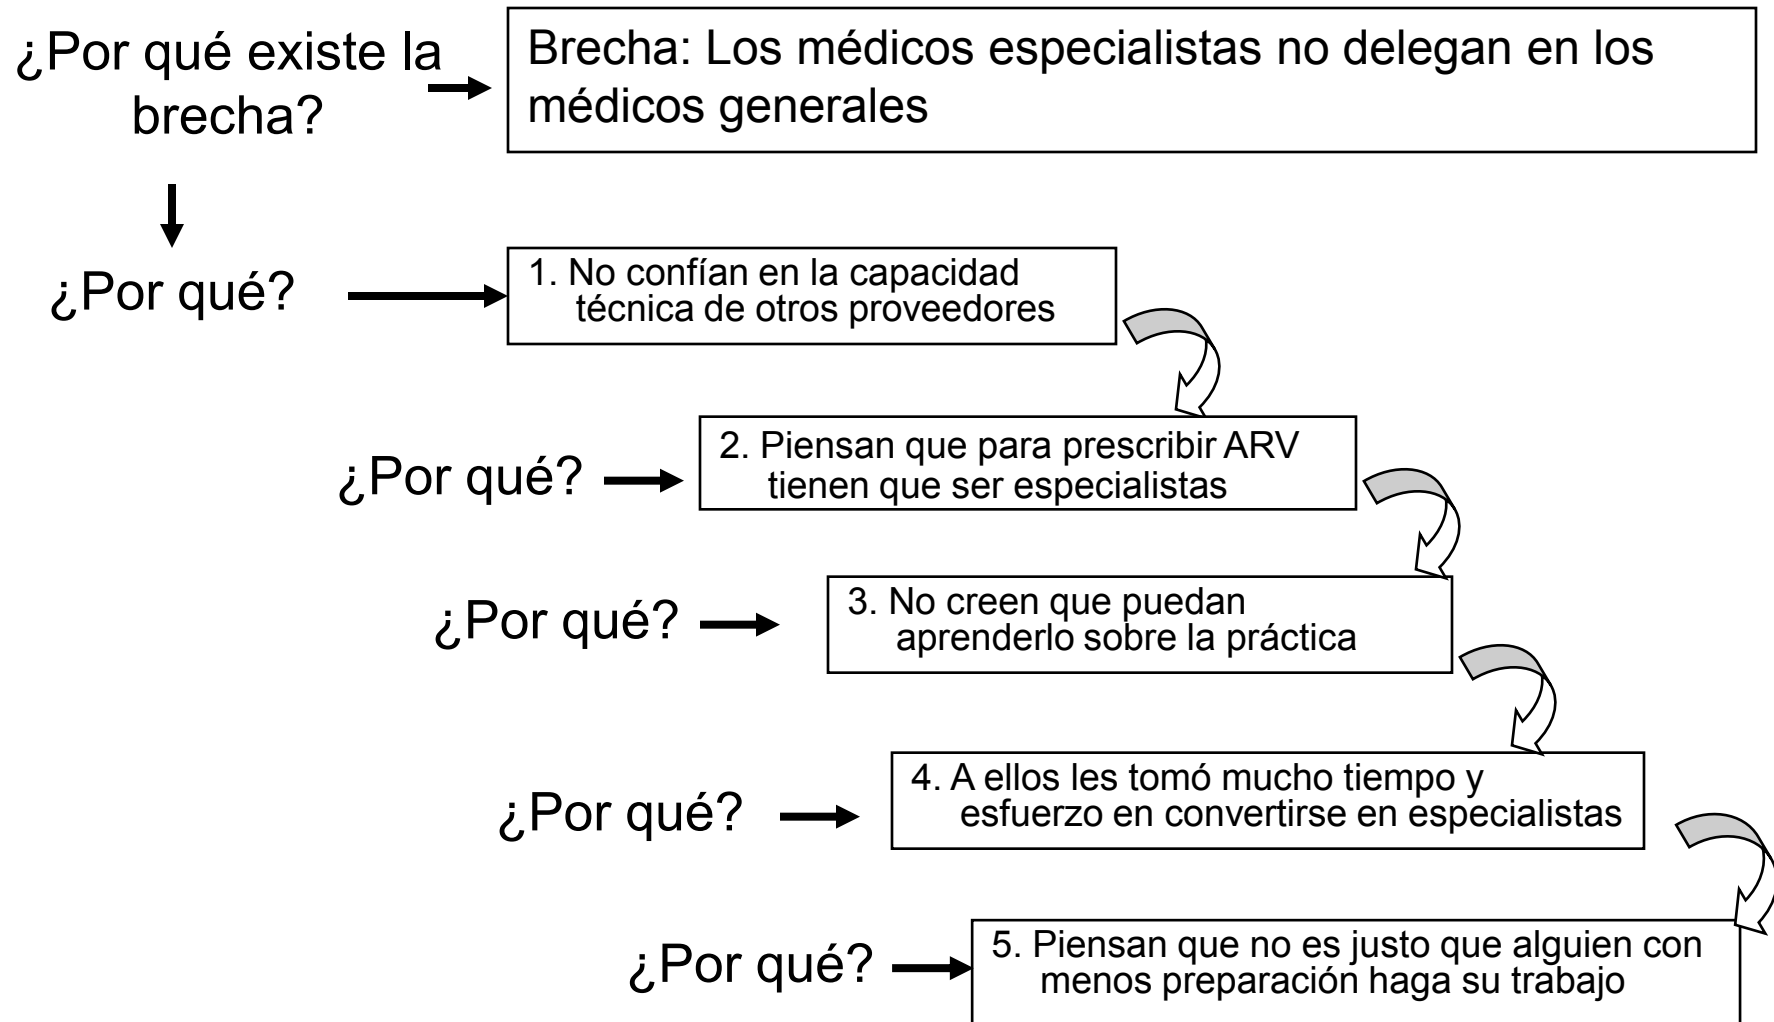 ¿Por qué existe la
brecha?
Brecha: Los médicos especialistas no delegan en los
médicos generales
¿Por qué?
1. No confían en la capacidad
técnica de otros proveedores
¿Por qué?
2. Piensan que para prescribir ARV
tienen que ser especialistas
¿Por qué?
3. No creen que puedan
aprenderlo sobre la práctica
¿Por qué?
4. A ellos les tomó mucho tiempo y
esfuerzo en convertirse en especialistas
¿Por qué?
5. Piensan que no es justo que alguien con
menos preparación haga su trabajo